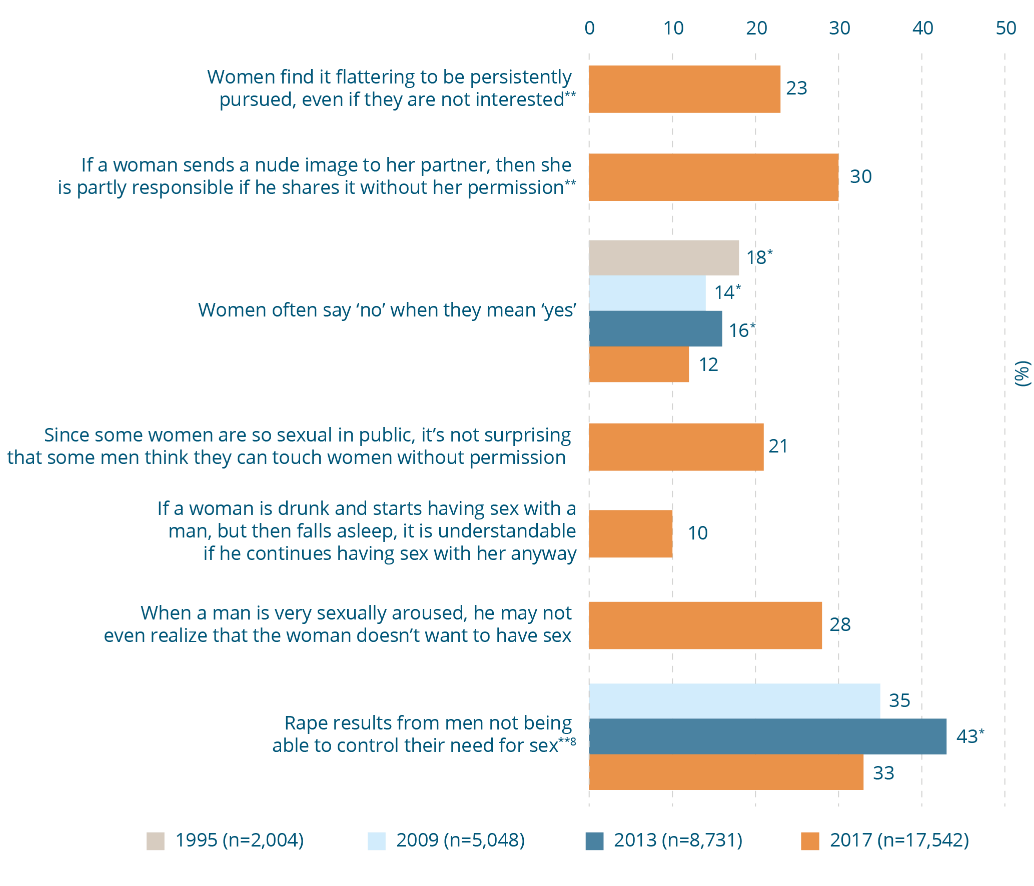 0 10 20 30 40 50
Women find it flattering to be persistently
pursued, even if they are not interested**
23
If a woman sends a nude image to her partner, then she
is partly responsible if he shares it without her permission**
30
Women often say ‘no’ when they mean ‘yes’
18*
14*
16*
12
(%)
Since some women are so sexual in public, it’s not surprising
that some men think they can touch women without permission
21
If a woman is drunk and starts having sex with a
man, but then falls asleep, it is understandable
if he continues having sex with her anyway
10
When a man is very sexually aroused, he may not
even realize that the woman doesn’t want to have sex
28
Rape results from men not being
able to control their need for sex**8
35
43*
33
1995 (n=2,004) 2009 (n=5,048) 2013 (n=8,731) 2017 (n=17,542)